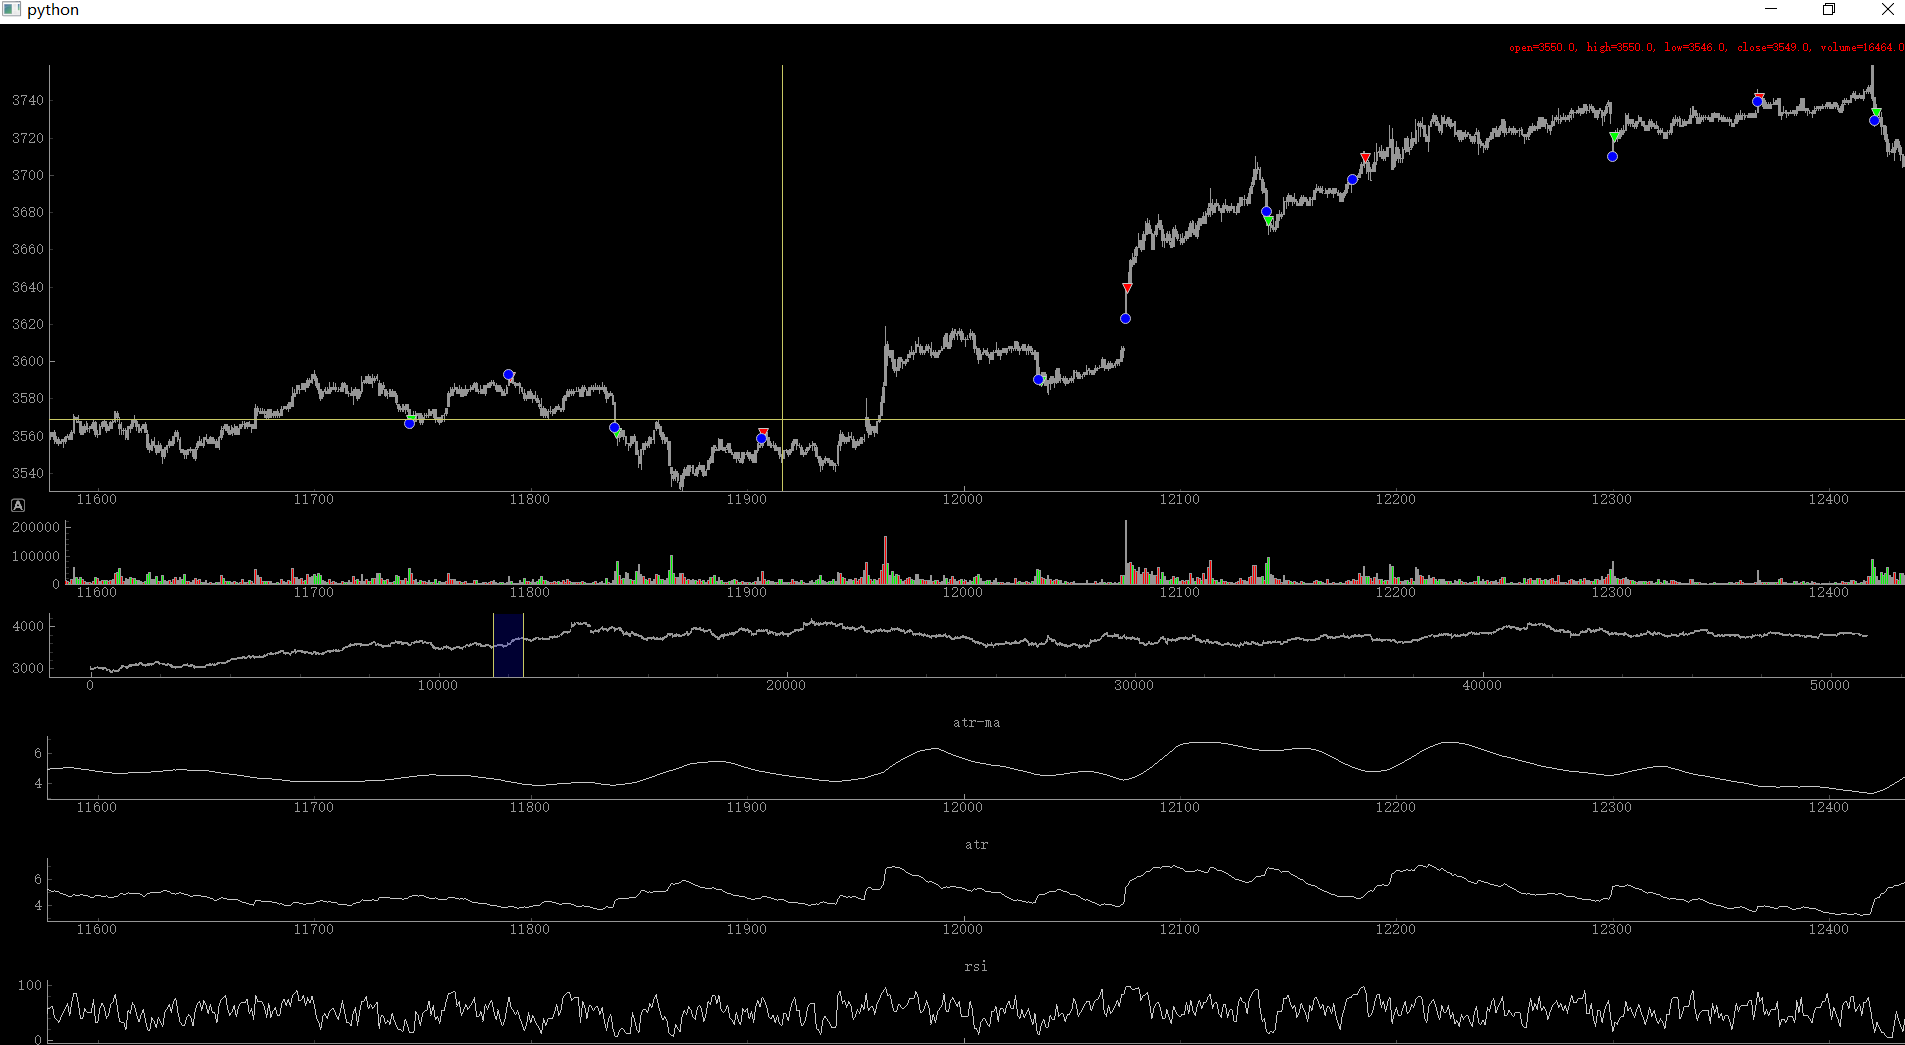 python
open=3550.0, high=3550.0, low=3546.0, close=3549.0, volume=16464.0
3740
3720
3700
3680
3660
3640
3620
3600
3580
3560
3540
11600 11700 11800 11900 12000 12100 12200 12300 12400
A
200000
100000
0
11600 11700 11800 11900 12000 12100 12200 12300 12400
4000
3000
0 10000 20000 30000 40000 50000
atr-ma
6
4
11600 11700 11800 11900 12000 12100 12200 12300 12400
atr
6
4
11600 11700 11800 11900 12000 12100 12200 12300 12400
rsi
100
0